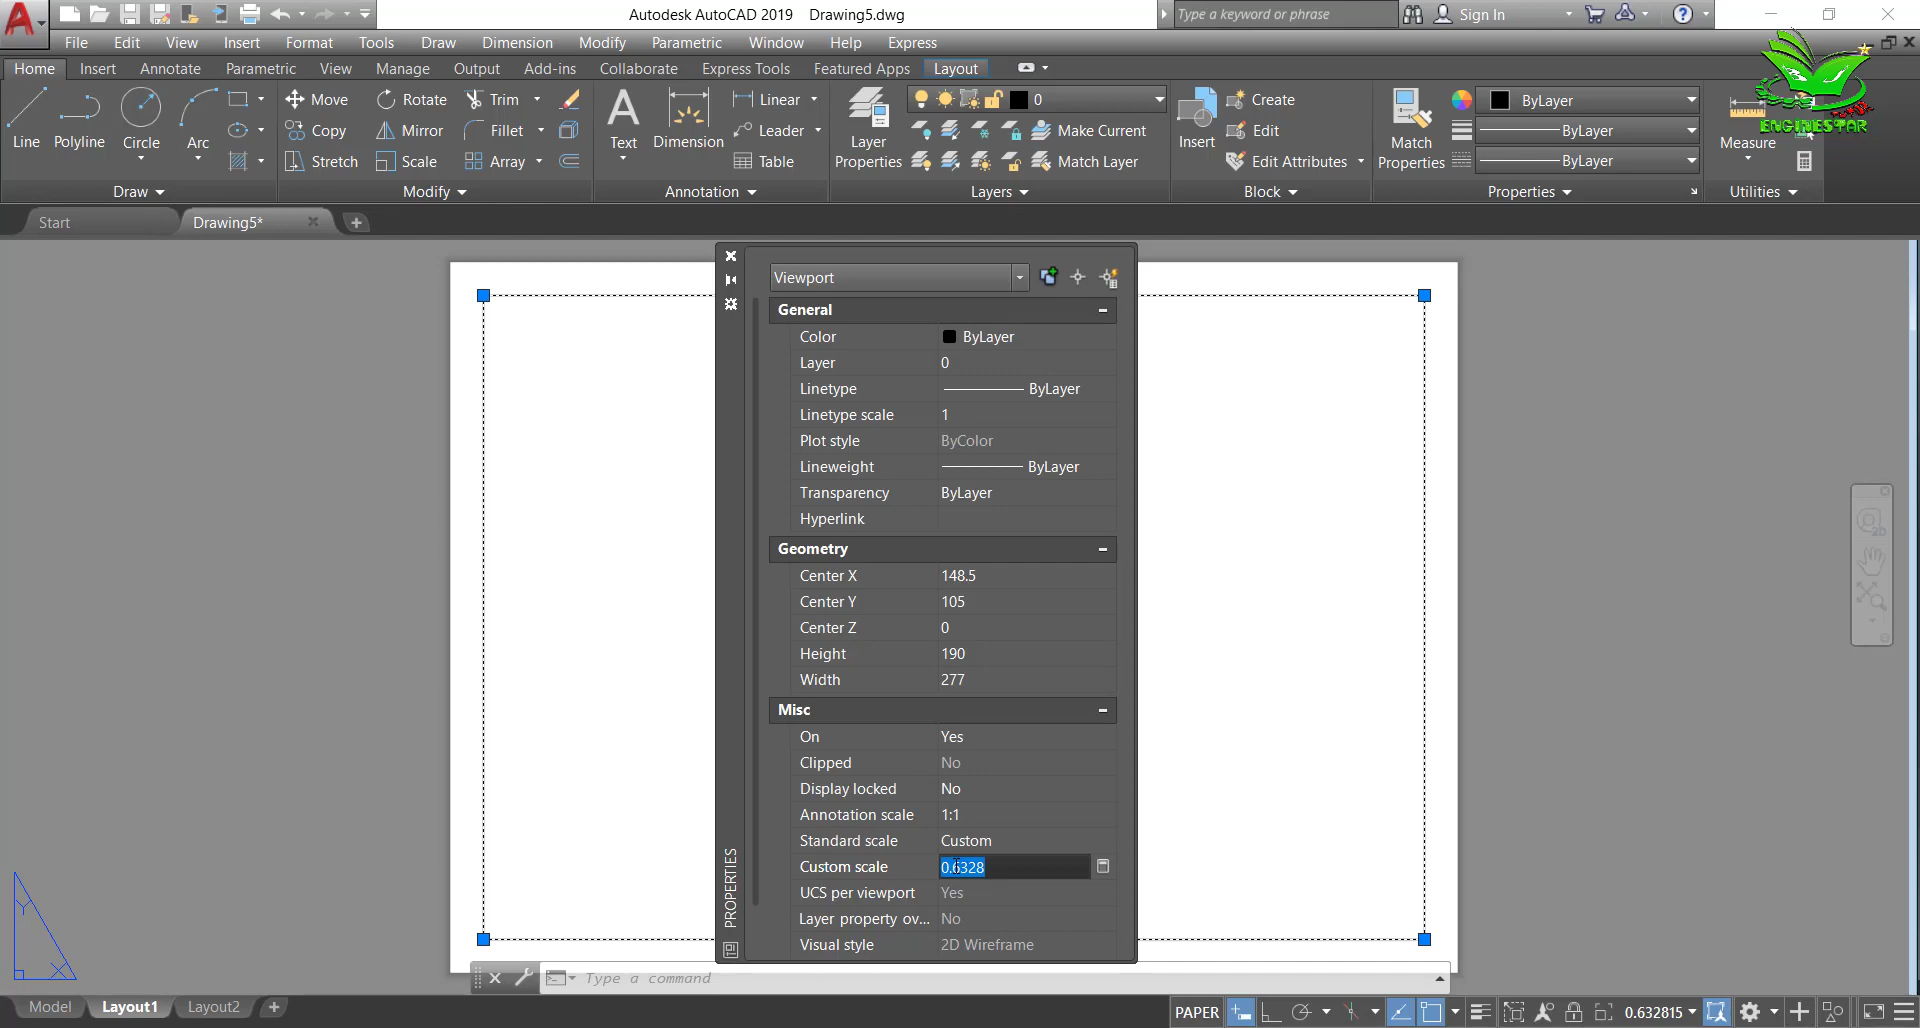 Autodesk AutoCAD 2019 Drawing5.dwg
Type a keyword or phrase
Sign In
File Edit View Insert Format Tools Draw Dimension Modify Parametric Window Help Express
Home Insert Annotate Parametric View Manage Output Add-ins Collaborate Express Tools Featured Apps Layout
ENGINESTAR
Line Polyline Circle Arc
Move Rotate Trim
Copy Mirror Fillet
Stretch Scale Array
Text Dimension
Linear
Leader
Table
Layer
Properties
0
Make Current
Match Layer
Insert
Create
Edit
Edit Attributes
Match
Properties
ByLayer
ByLayer
ByLayer
Measure
Draw Modify Annotation Layers Block Properties Utilities
Start Drawing5*
Viewport
General
Color ByLayer
Layer 0
Linetype ByLayer
Linetype scale 1
Plot style ByColor
Lineweight ByLayer
Transparency ByLayer
Hyperlink
Geometry
Center X 148.5
Center Y 105
Center Z 0
Height 190
Width 277
Misc
On Yes
Clipped No
Display locked No
Annotation scale 1:1
Standard scale Custom
Custom scale 0.6328
UCS per viewport Yes
Layer property ov... No
Visual style 2D Wireframe
PROPERTIES
2D
Y
X
Type a command
Model Layout1 Layout2
PAPER 0.632815